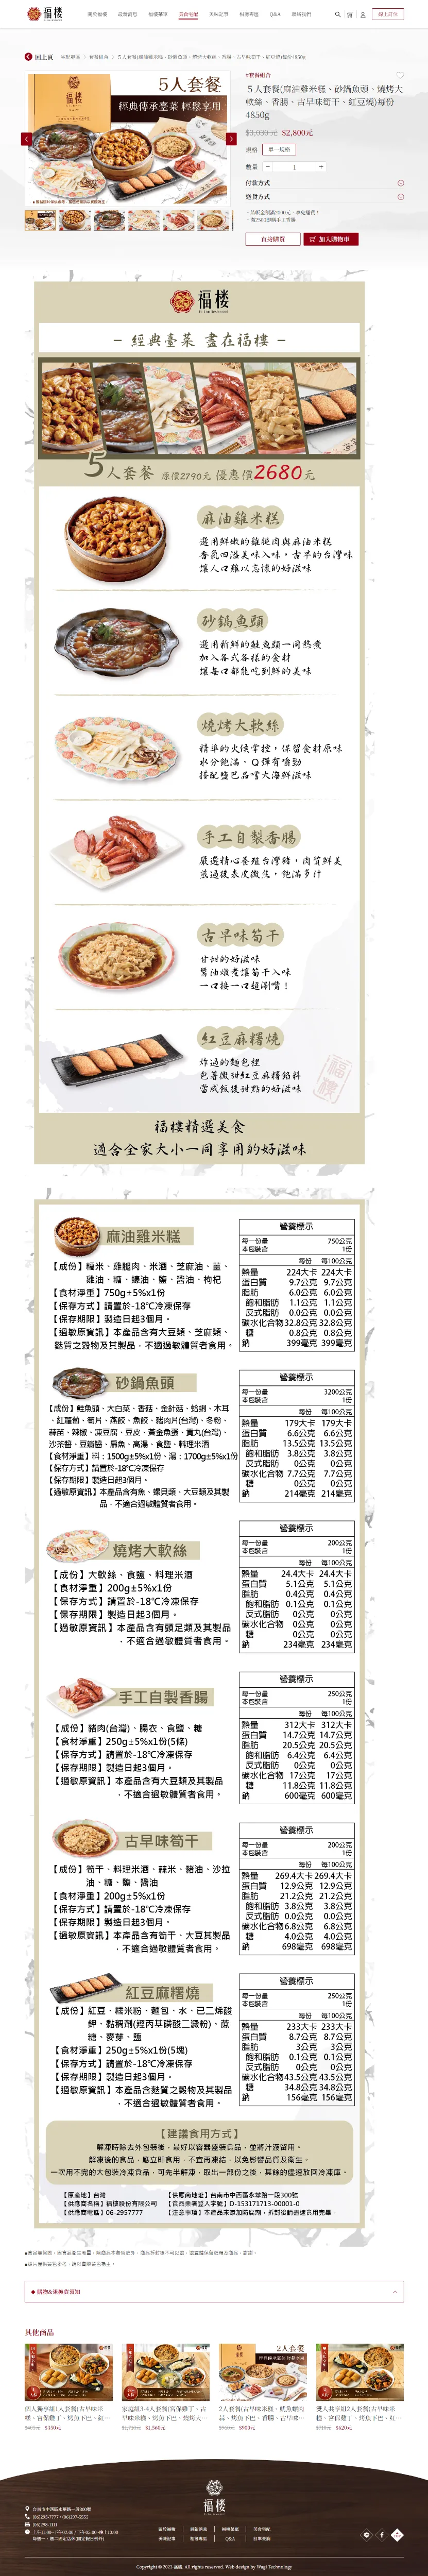 福樓
關於福樓
最新消息
福樓菜單
美食宅配
美味記事
報導專區
Q&A
聯絡我們
線上訂位
回上頁
宅配專區
套餐組合
5人套餐(麻油雞米糕、砂鍋魚頭、燒烤大軟絲、香腸、古早味筍干、紅豆燒)每份4850g
5人套餐
經典傳承臺菜 輕鬆享用
#套餐組合
5人套餐(麻油雞米糕、砂鍋魚頭、燒烤大
軟絲、香腸、古早味筍干、紅豆燒)每份
4850g
$3,030元 $2,800元
規格 單一規格
數量 1
付款方式
送貨方式
直接購買
加入購物車
福樓
- 經典臺菜 盡在福樓 -
5人套餐 原價2790元 優惠價2680元
麻油雞米糕
選用鮮嫩的雞腿肉與麻油米糕
香氣四溢美味入味，古早的台灣味
讓人口難以忘懷的好滋味
砂鍋魚頭
選用新鮮的鮭魚頭一同熬煮
加入各式各樣的食材
讓每口都能吃到鮮的美味
燒烤大軟絲
精準的火候掌控，保留食材原味
水分飽滿、Q彈有嚼勁
搭配鹽巴品嚐大海鮮滋味
手工自製香腸
嚴選精心養殖台灣豬，肉質鮮美
煎過後表皮微焦，飽滿多汁
古早味筍干
甘甜的好滋味
醬油燉煮讓筍干入味
一口接一口嗑涮嘴！
紅豆麻糬燒
炸過的麵包裡
包著微甜紅豆麻糬餡料
當成飯後甜點的好滋味
福樓精選美食
適合全家大小一同享用的好滋味
麻油雞米糕
【成份】糯米、雞腿肉、米酒、芝麻油、薑、
雞油、糖、蠔油、鹽、醬油、枸杞
【食材淨重】750g±5%x1份
【保存方式】請置於-18℃冷凍保存
【保存期限】製造日起3個月。
【過敏原資訊】本產品含有大豆類、芝麻類、
麩質之穀物及其製品，不適合過敏體質者食用。
營養標示
每一份量 750公克
本包裝含 1份
每份 每100公克
熱量 224大卡 224大卡
蛋白質 9.7公克 9.7公克
脂肪 6.0公克 6.0公克
飽和脂肪 1.1公克 1.1公克
反式脂肪 0.0公克 0.0公克
碳水化合物 32.8公克 32.8公克
糖 0.8公克 0.8公克
鈉 399毫克 399毫克
砂鍋魚頭
【成份】鮭魚頭、大白菜、香菇、金針菇、蛤蜊、木耳
、紅蘿蔔、筍片、燕餃、魚餃、豬肉片(台灣)、冬粉、
蒜苗、辣椒、凍豆腐、豆皮、黃金魚蛋、貢丸(台灣)、
沙茶醬、豆瓣醬、扁魚、高湯、食鹽、料理米酒
【食材淨重】料：1500g±5%x1份、湯：1700g±5%x1份
【保存方式】請置於-18℃冷凍保存
【保存期限】製造日起3個月。
【過敏原資訊】本產品含有魚、螺貝類、大豆類及其製
品，不適合過敏體質者食用。
營養標示
每一份量 3200公克
本包裝含 1份
每份 每100公克
熱量 179大卡 179大卡
蛋白質 7.7公克 7.7公克
脂肪 13.5公克 13.5公克
飽和脂肪 3.8公克 3.8公克
反式脂肪 0公克 0公克
碳水化合物 7.7公克 7.7公克
糖 0公克 0公克
鈉 214毫克 214毫克
燒烤大軟絲
【成份】大軟絲、食鹽、料理米酒
【食材淨重】200g±5%x1份
【保存方式】請置於-18℃冷凍保存
【保存期限】製造日起3個月。
【過敏原資訊】本產品含有頭足類及其製品
，不適合過敏體質者食用。
營養標示
每一份量 200公克
本包裝含 1份
每份 每100公克
熱量 24.4大卡 24.4大卡
蛋白質 5.1公克 5.1公克
脂肪 0.4公克 0.4公克
飽和脂肪 0.1公克 0.1公克
反式脂肪 0公克 0公克
碳水化合物 0公克 0公克
糖 0公克 0公克
鈉 234毫克 234毫克
手工自製香腸
【成份】豬肉(台灣)、腸衣、食鹽、糖
【食材淨重】250g±5%x1份(5條)
【保存方式】請置於-18℃冷凍保存
【保存期限】製造日起3個月。
【過敏原資訊】本產品含有大豆類及其製品
，不適合過敏體質者食用。
營養標示
每一份量 250公克
本包裝含 1份
每份 每100公克
熱量 312大卡 312大卡
蛋白質 14.7公克 14.7公克
脂肪 20.5公克 20.5公克
飽和脂肪 6.4公克 6.4公克
反式脂肪 0公克 0公克
碳水化合物 17公克 17公克
糖 11.8公克 11.8公克
鈉 600毫克 600毫克
古早味筍干
【成份】筍干、料理米酒、蒜米、豬油、沙拉
油、糖、鹽、醬油
【食材淨重】200g±5%x1份
【保存方式】請置於-18℃冷凍保存
【保存期限】製造日起3個月。
【過敏原資訊】本產品含有筍干、大豆其製品
，不適合過敏體質者食用。
營養標示
每一份量 200公克
本包裝含 1份
每份 每100公克
熱量 269.4大卡 269.4大卡
蛋白質 12.9公克 12.9公克
脂肪 21.2公克 21.2公克
飽和脂肪 3.8公克 3.8公克
反式脂肪 0.0公克 0.0公克
碳水化合物 6.8公克 6.8公克
糖 4.0公克 4.0公克
鈉 698毫克 698毫克
紅豆麻糬燒
【成份】紅豆、糯米粉、麵包、水、已二烯酸
鉀、黏稠劑(羥丙基磷酸二澱粉)、蔗
糖、麥芽、鹽
【食材淨重】250g±5%x1份(5塊)
【保存方式】請置於-18℃冷凍保存
【保存期限】製造日起3個月。
【過敏原資訊】本產品含麩質之穀物及其製品
，不適合過敏體質者食用。
營養標示
每一份量 250公克
本包裝含 1份
每份 每100公克
熱量 233大卡 233大卡
蛋白質 8.7公克 8.7公克
脂肪 3公克 3公克
飽和脂肪 0.1公克 0.1公克
反式脂肪 0公克 0公克
碳水化合物 43.5公克 43.5公克
糖 34.8公克 34.8公克
鈉 156毫克 156毫克
【建議食用方式】
解凍時除去外包裝後，最好以容器盛裝食品，並將汁液留用。
解凍後的食品，應立即食用，不宜再凍結，以免影響品質及衛生。
一次用不完的大包裝冷凍食品，可先半解凍，取出一部份之後，其餘的儘速放回冷凍庫。
【原產地】台灣
【供應商名稱】福樓股份有限公司
【供應商電話】06-2957777
【供應商地址】台南市中西區永華路一段300號
【食品業者登入字號】D-153171713-00001-0
【注意事項】本產品未添加防腐劑，拆封後請盡速食用完畢。
◆ 購物&退換貨需知
其他商品
2人套餐
$350元
$1,560元
$900元
$620元
福樓
台南市中西區永華路一段300號
關於福樓
最新消息
福樓菜單
美食宅配
美味記事
報導專區
Q&A
訂單查詢
Copyright © 2023 福樓. All rights reserved. Web design by Wagi Technology